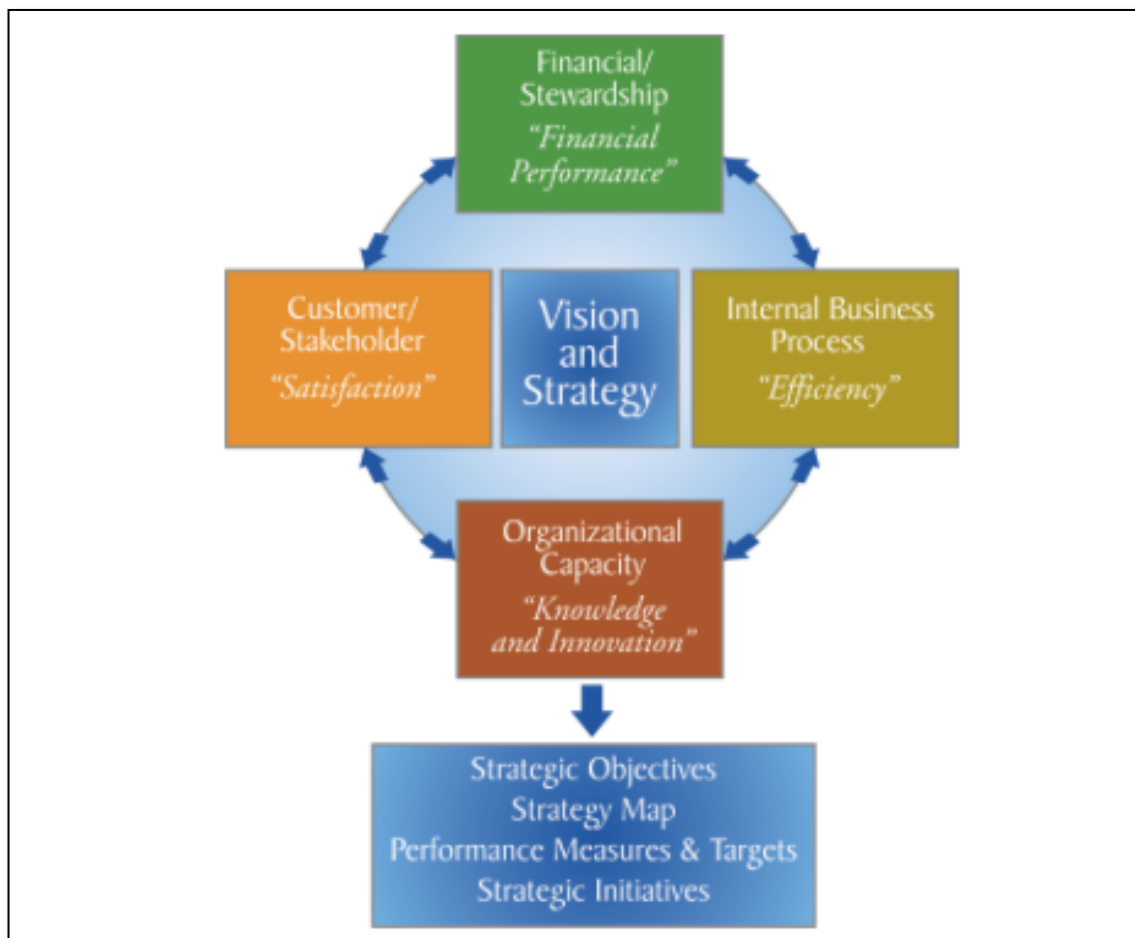 Financial/
Stewardship
“Financial
Performance”
Customer/
Stakeholder
“Satisfaction”
Vision
and
Strategy
Internal Business
Process
“Efficiency”
Organizational
Capacity
“Knowledge
and Innovation”
Strategic Objectives
Strategy Map
Performance Measures & Targets
Strategic Initiatives